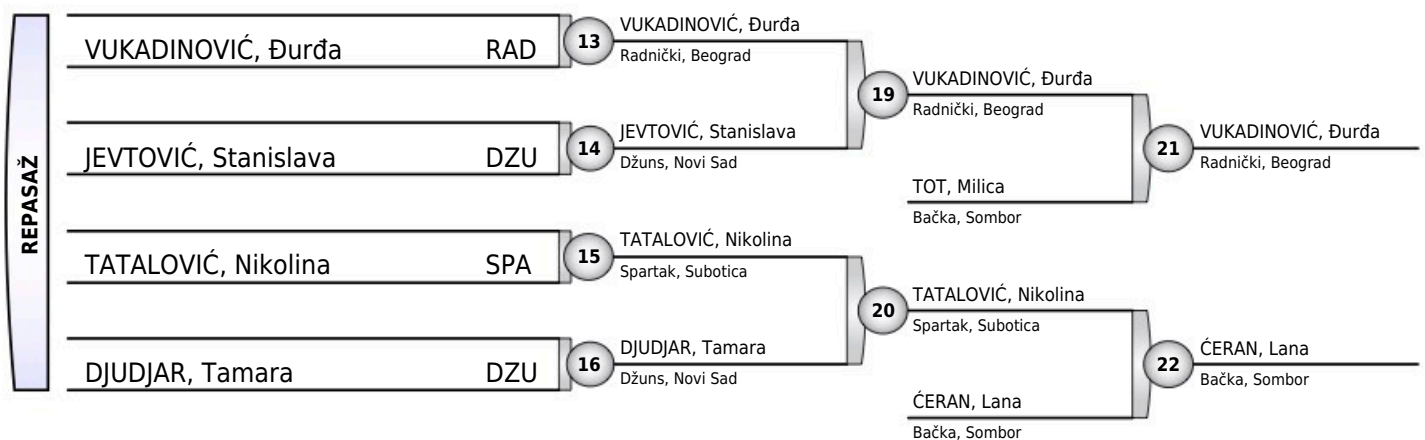 REPASAŽ
VUKADINOVIĆ, Đurđa RAD
JEVTOVIĆ, Stanislava DZU
TATALOVIĆ, Nikolina SPA
DJUDJAR, Tamara DZU
13
VUKADINOVIĆ, Đurđa
Radnički, Beograd
14
JEVTOVIĆ, Stanislava
Džuns, Novi Sad
15
TATALOVIĆ, Nikolina
Spartak, Subotica
16
DJUDJAR, Tamara
Džuns, Novi Sad
19
VUKADINOVIĆ, Đurđa
Radnički, Beograd
TOT, Milica
Bačka, Sombor
20
TATALOVIĆ, Nikolina
Spartak, Subotica
ĆERAN, Lana
Bačka, Sombor
21
VUKADINOVIĆ, Đurđa
Radnički, Beograd
22
ĆERAN, Lana
Bačka, Sombor